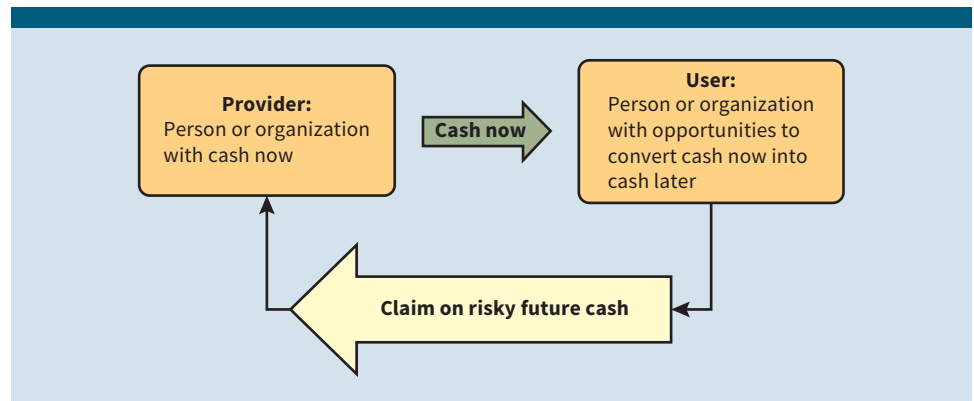 Provider:
Person or organization
with cash now
Cash now
User:
Person or organization
with opportunities to
convert cash now into
cash later
Claim on risky future cash